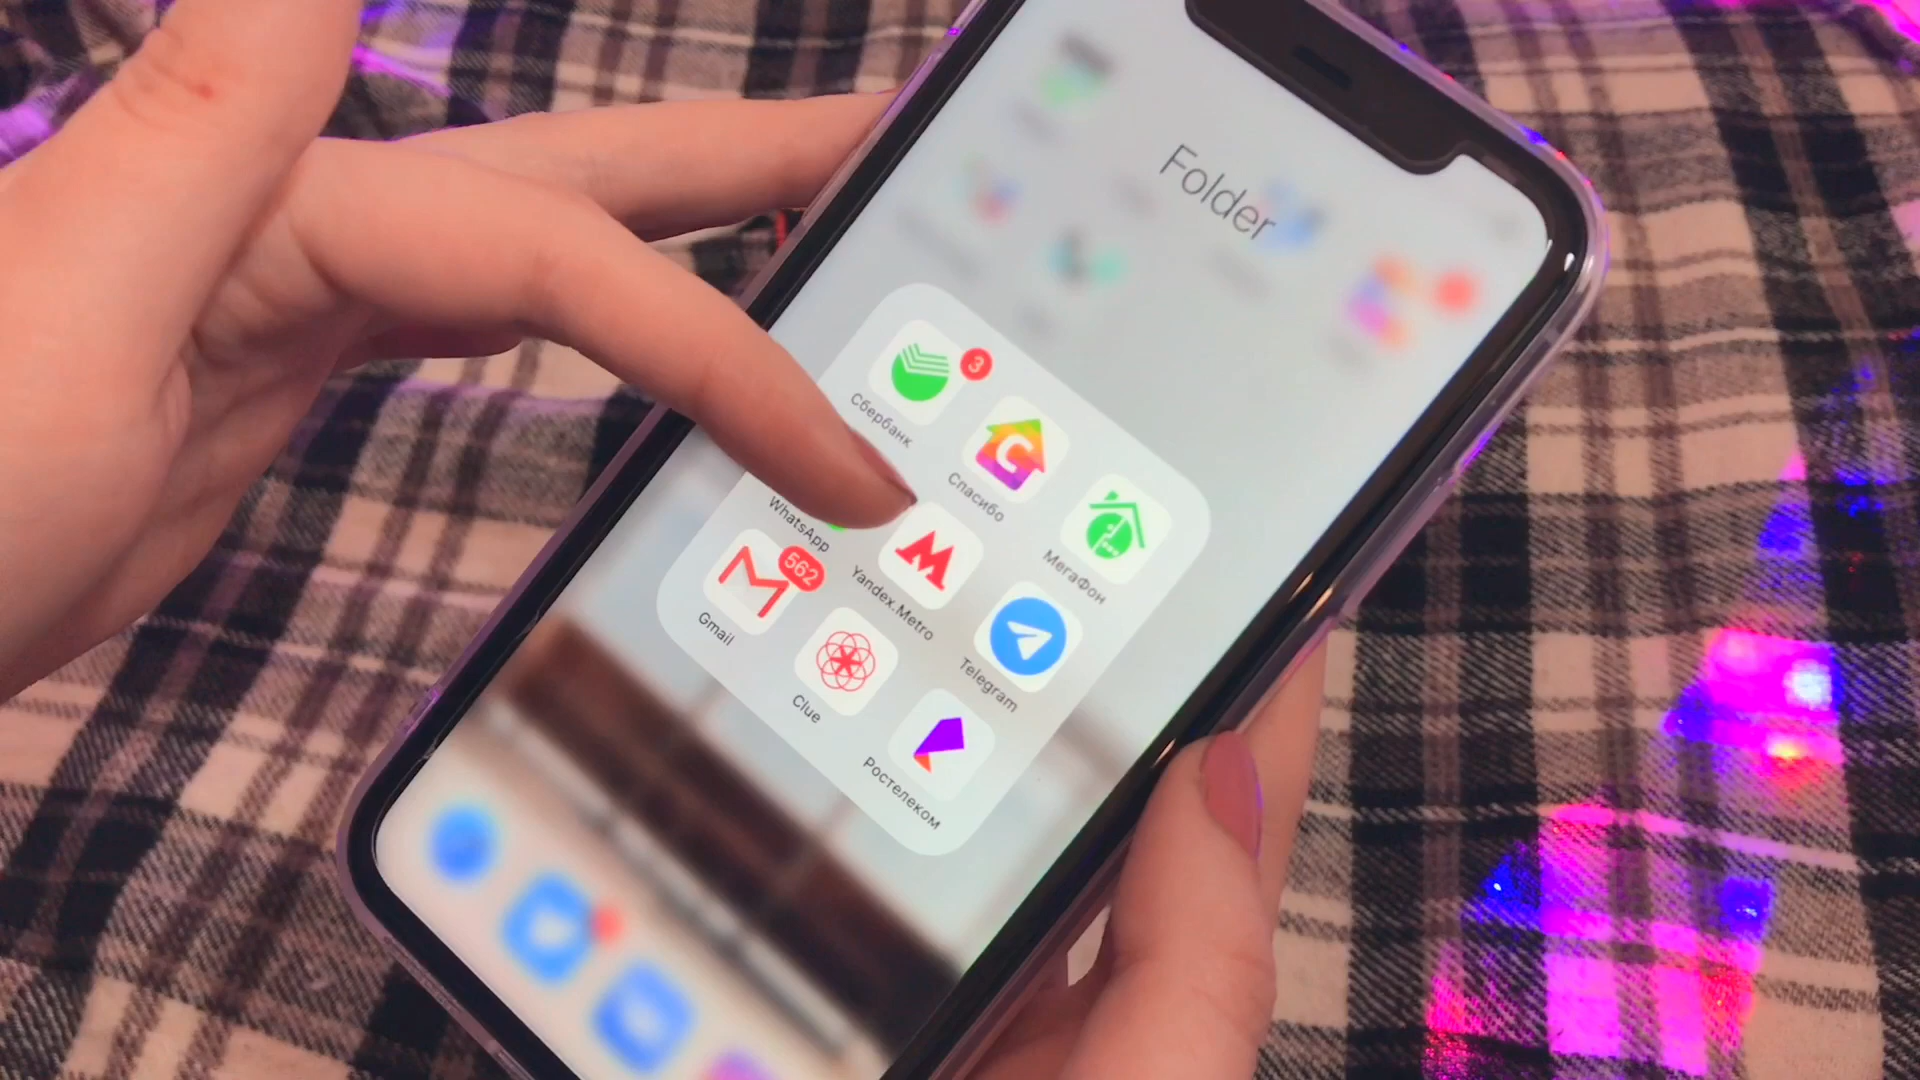 Folder
Сбербанк
3
Спасибо
МегаФон
WhatsApp
Yandex.Metro
Telegram
Gmail
562
Clue
Ростелеком